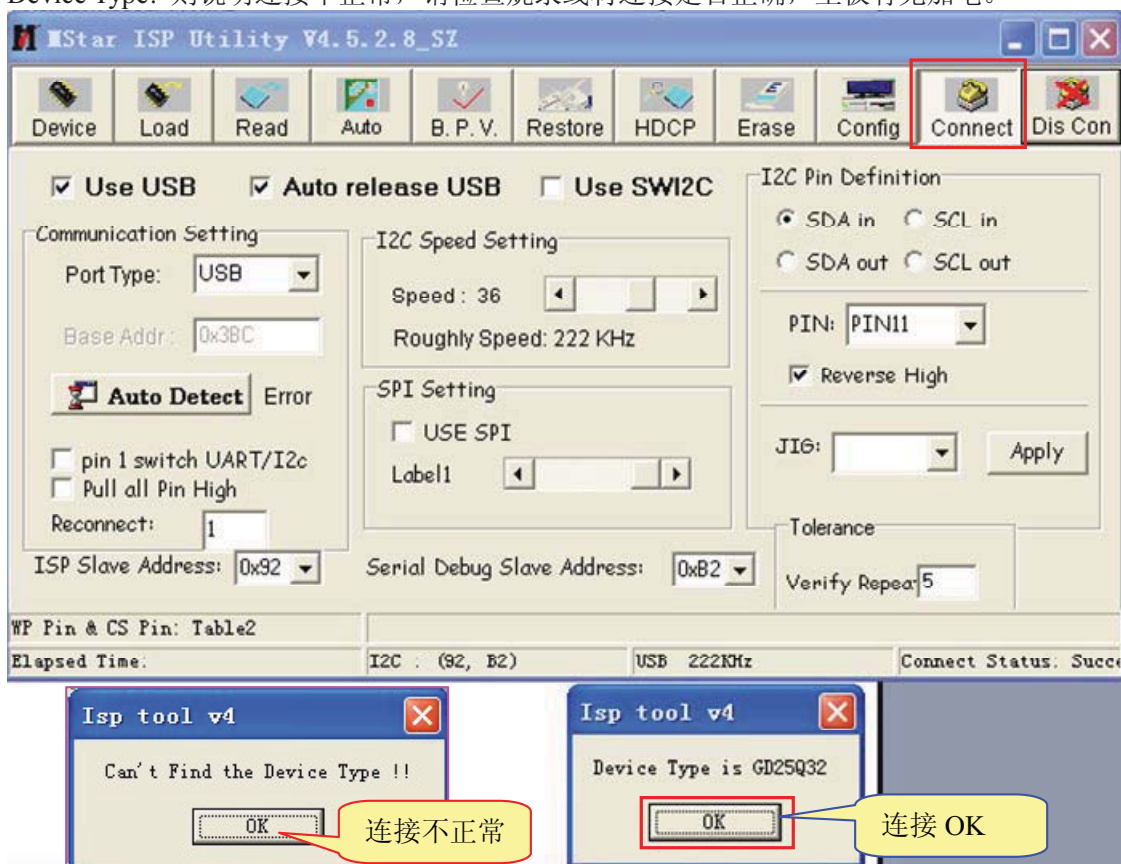 MStar ISP Utility V4.5.2.8_SZ
Device Load Read Auto B.P.V. Restore HDCP Erase Config Connect Dis Con
Use USB Auto release USB Use SWI2C
I2C Pin Definition
SDA in SCL in
SDA out SCL out
PIN: PIN11
Reverse High
JIG: Apply
Communication Setting
Port Type: USB
Base Addr: 0x3BC
Auto Detect Error
pin 1 switch UART/I2c
Pull all Pin High
Reconnect: 1
I2C Speed Setting
Speed : 36
Roughly Speed: 222 KHz
SPI Setting
USE SPI
Label1
Tolerance
Verify Repea 5
ISP Slave Address: 0x92 Serial Debug Slave Address: 0xB2
WP Pin & CS Pin: Table2
Elapsed Time: I2C : (92, B2) USB 222KHz Connect Status: Succe
Isp tool v4
Can't Find the Device Type !!
OK
连接不正常
Isp tool v4
Device Type is GD25Q32
OK
连接 OK